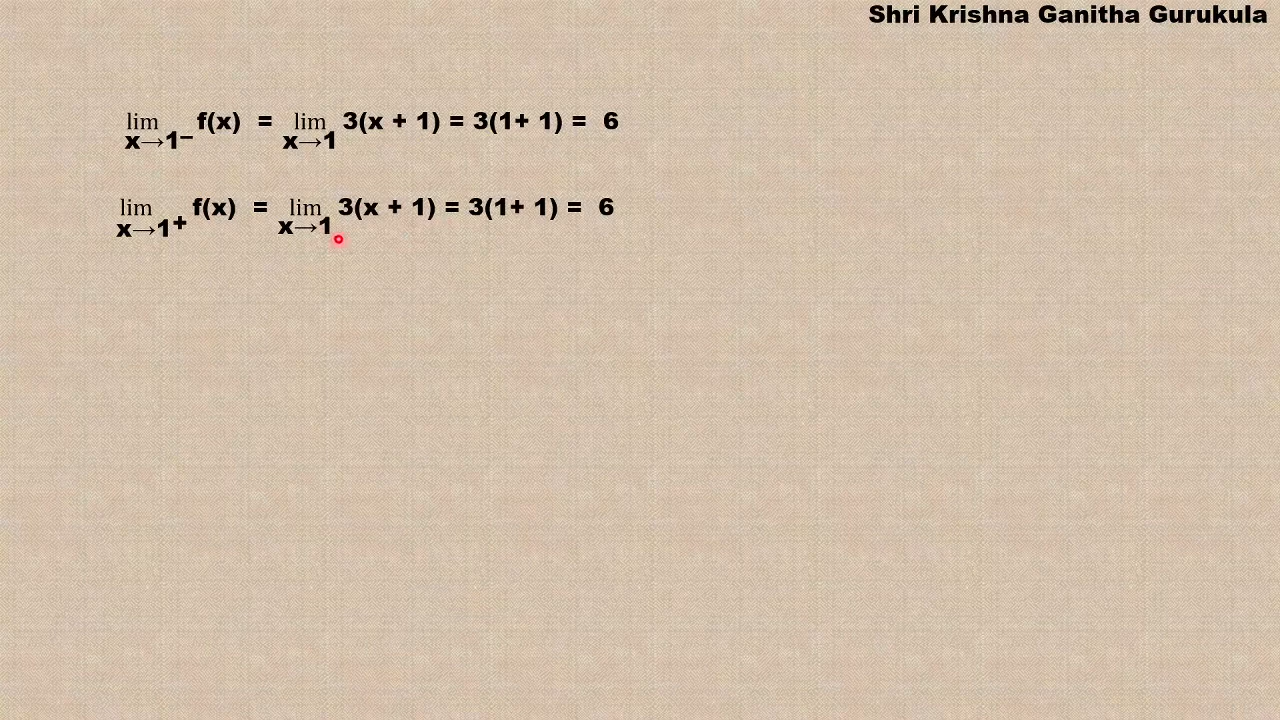 Shri Krishna Ganitha Gurukula
lim f(x) = lim 3(x + 1) = 3(1+ 1) = 6
x→1⁻ x→1
lim f(x) = lim 3(x + 1) = 3(1+ 1) = 6
x→1⁺ x→1